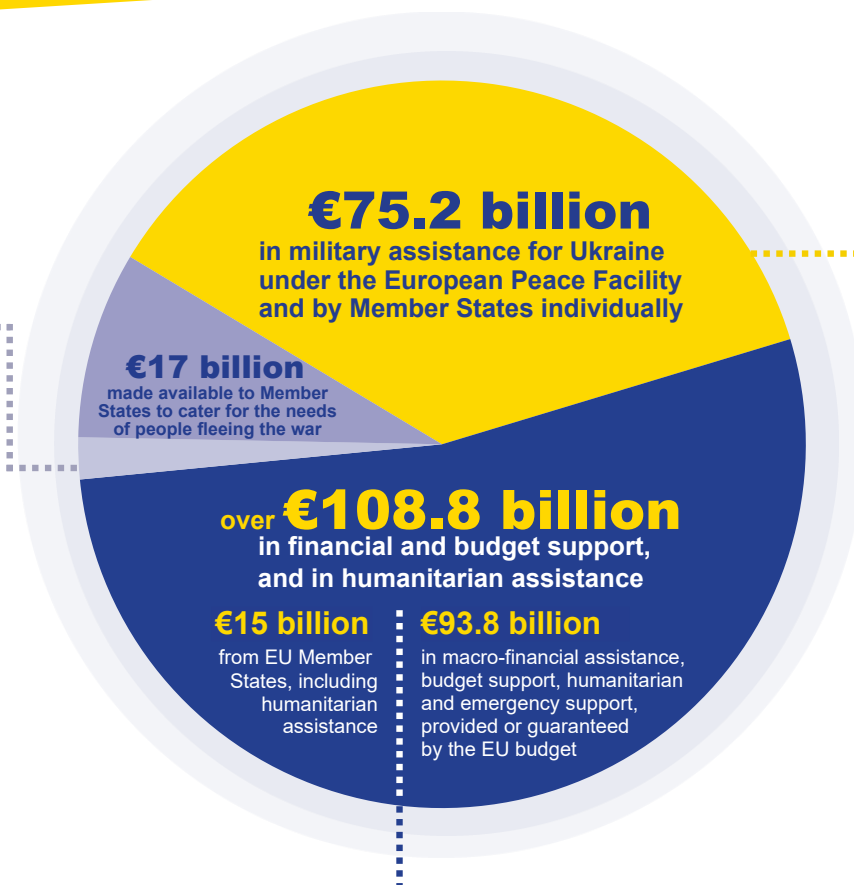 €75.2 billion
in military assistance for Ukraine
under the European Peace Facility
and by Member States individually
€17 billion
made available to Member
States to cater for the needs
of people fleeing the war
over €108.8 billion
in financial and budget support,
and in humanitarian assistance
€15 billion
from EU Member
States, including
humanitarian
assistance
€93.8 billion
in macro-financial assistance,
budget support, humanitarian
and emergency support,
provided or guaranteed
by the EU budget